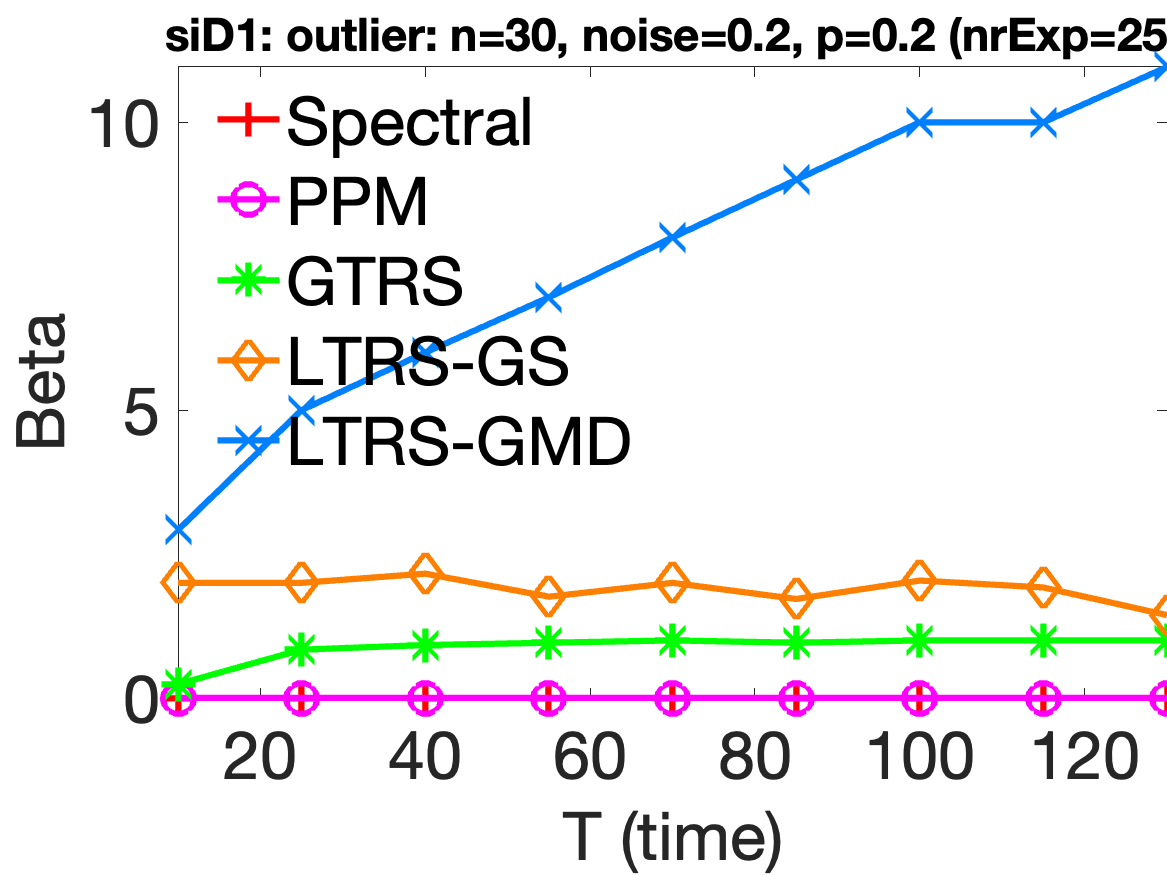 siD1: outlier: n=30, noise=0.2, p=0.2 (nrExp=25
10
5
0
Beta
Spectral
PPM
GTRS
LTRS-GS
LTRS-GMD
20 40 60 80 100 120
T (time)